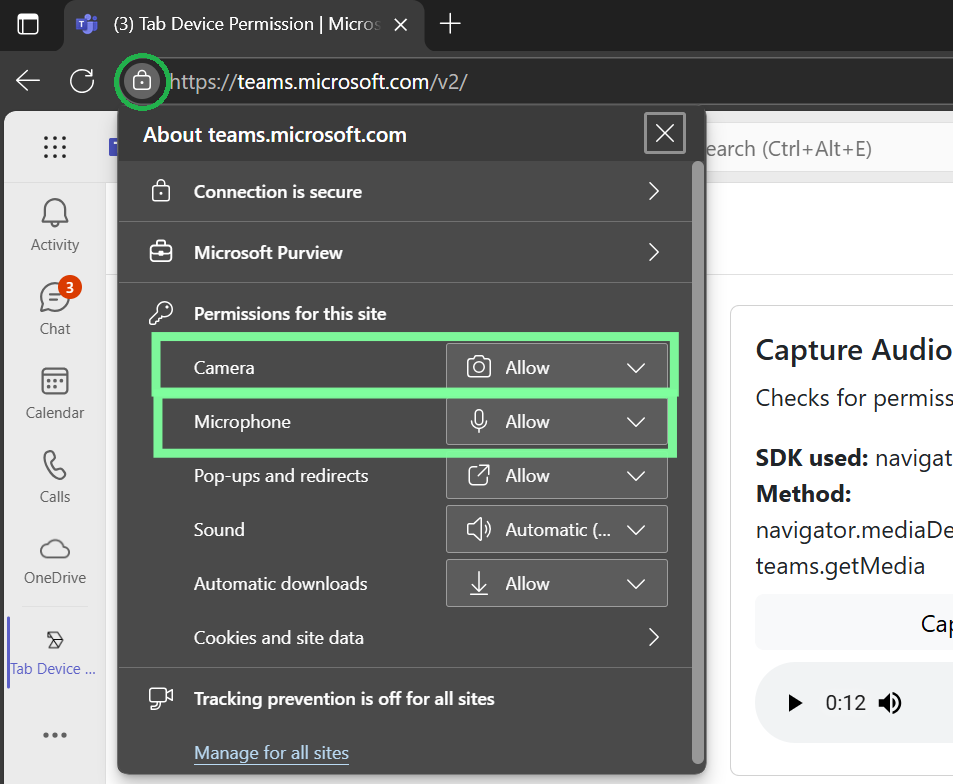 (3) Tab Device Permission | Micros
https://teams.microsoft.com/v2/
About teams.microsoft.com
earch (Ctrl+Alt+E)
Connection is secure
Activity
Microsoft Purview
3
Chat
Permissions for this site
Camera
Allow
Capture Audio
Calendar
Microphone
Allow
Checks for permiss
Pop-ups and redirects
Allow
SDK used: navigat
Calls
Method:
Sound
Automatic (...
navigator.mediaDe
OneDrive
Automatic downloads
Allow
teams.getMedia
Cookies and site data
Cap
Tab Device ...
Tracking prevention is off for all sites
0:12
Manage for all sites